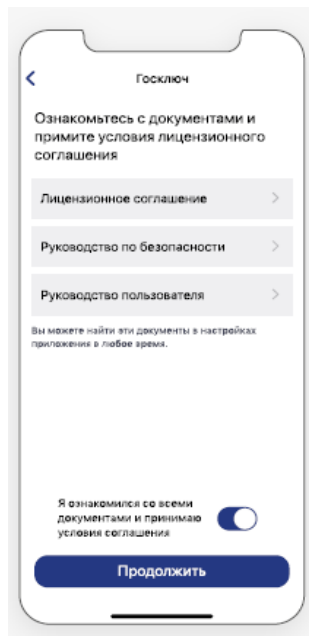 Госключ
Ознакомьтесь с документами и
примите условия лицензионного
соглашения
Лицензионное соглашение
Руководство по безопасности
Руководство пользователя
Вы можете найти эти документы в настройках
приложения в любое время.
Я ознакомился со всеми
документами и принимаю
условия соглашения
Продолжить